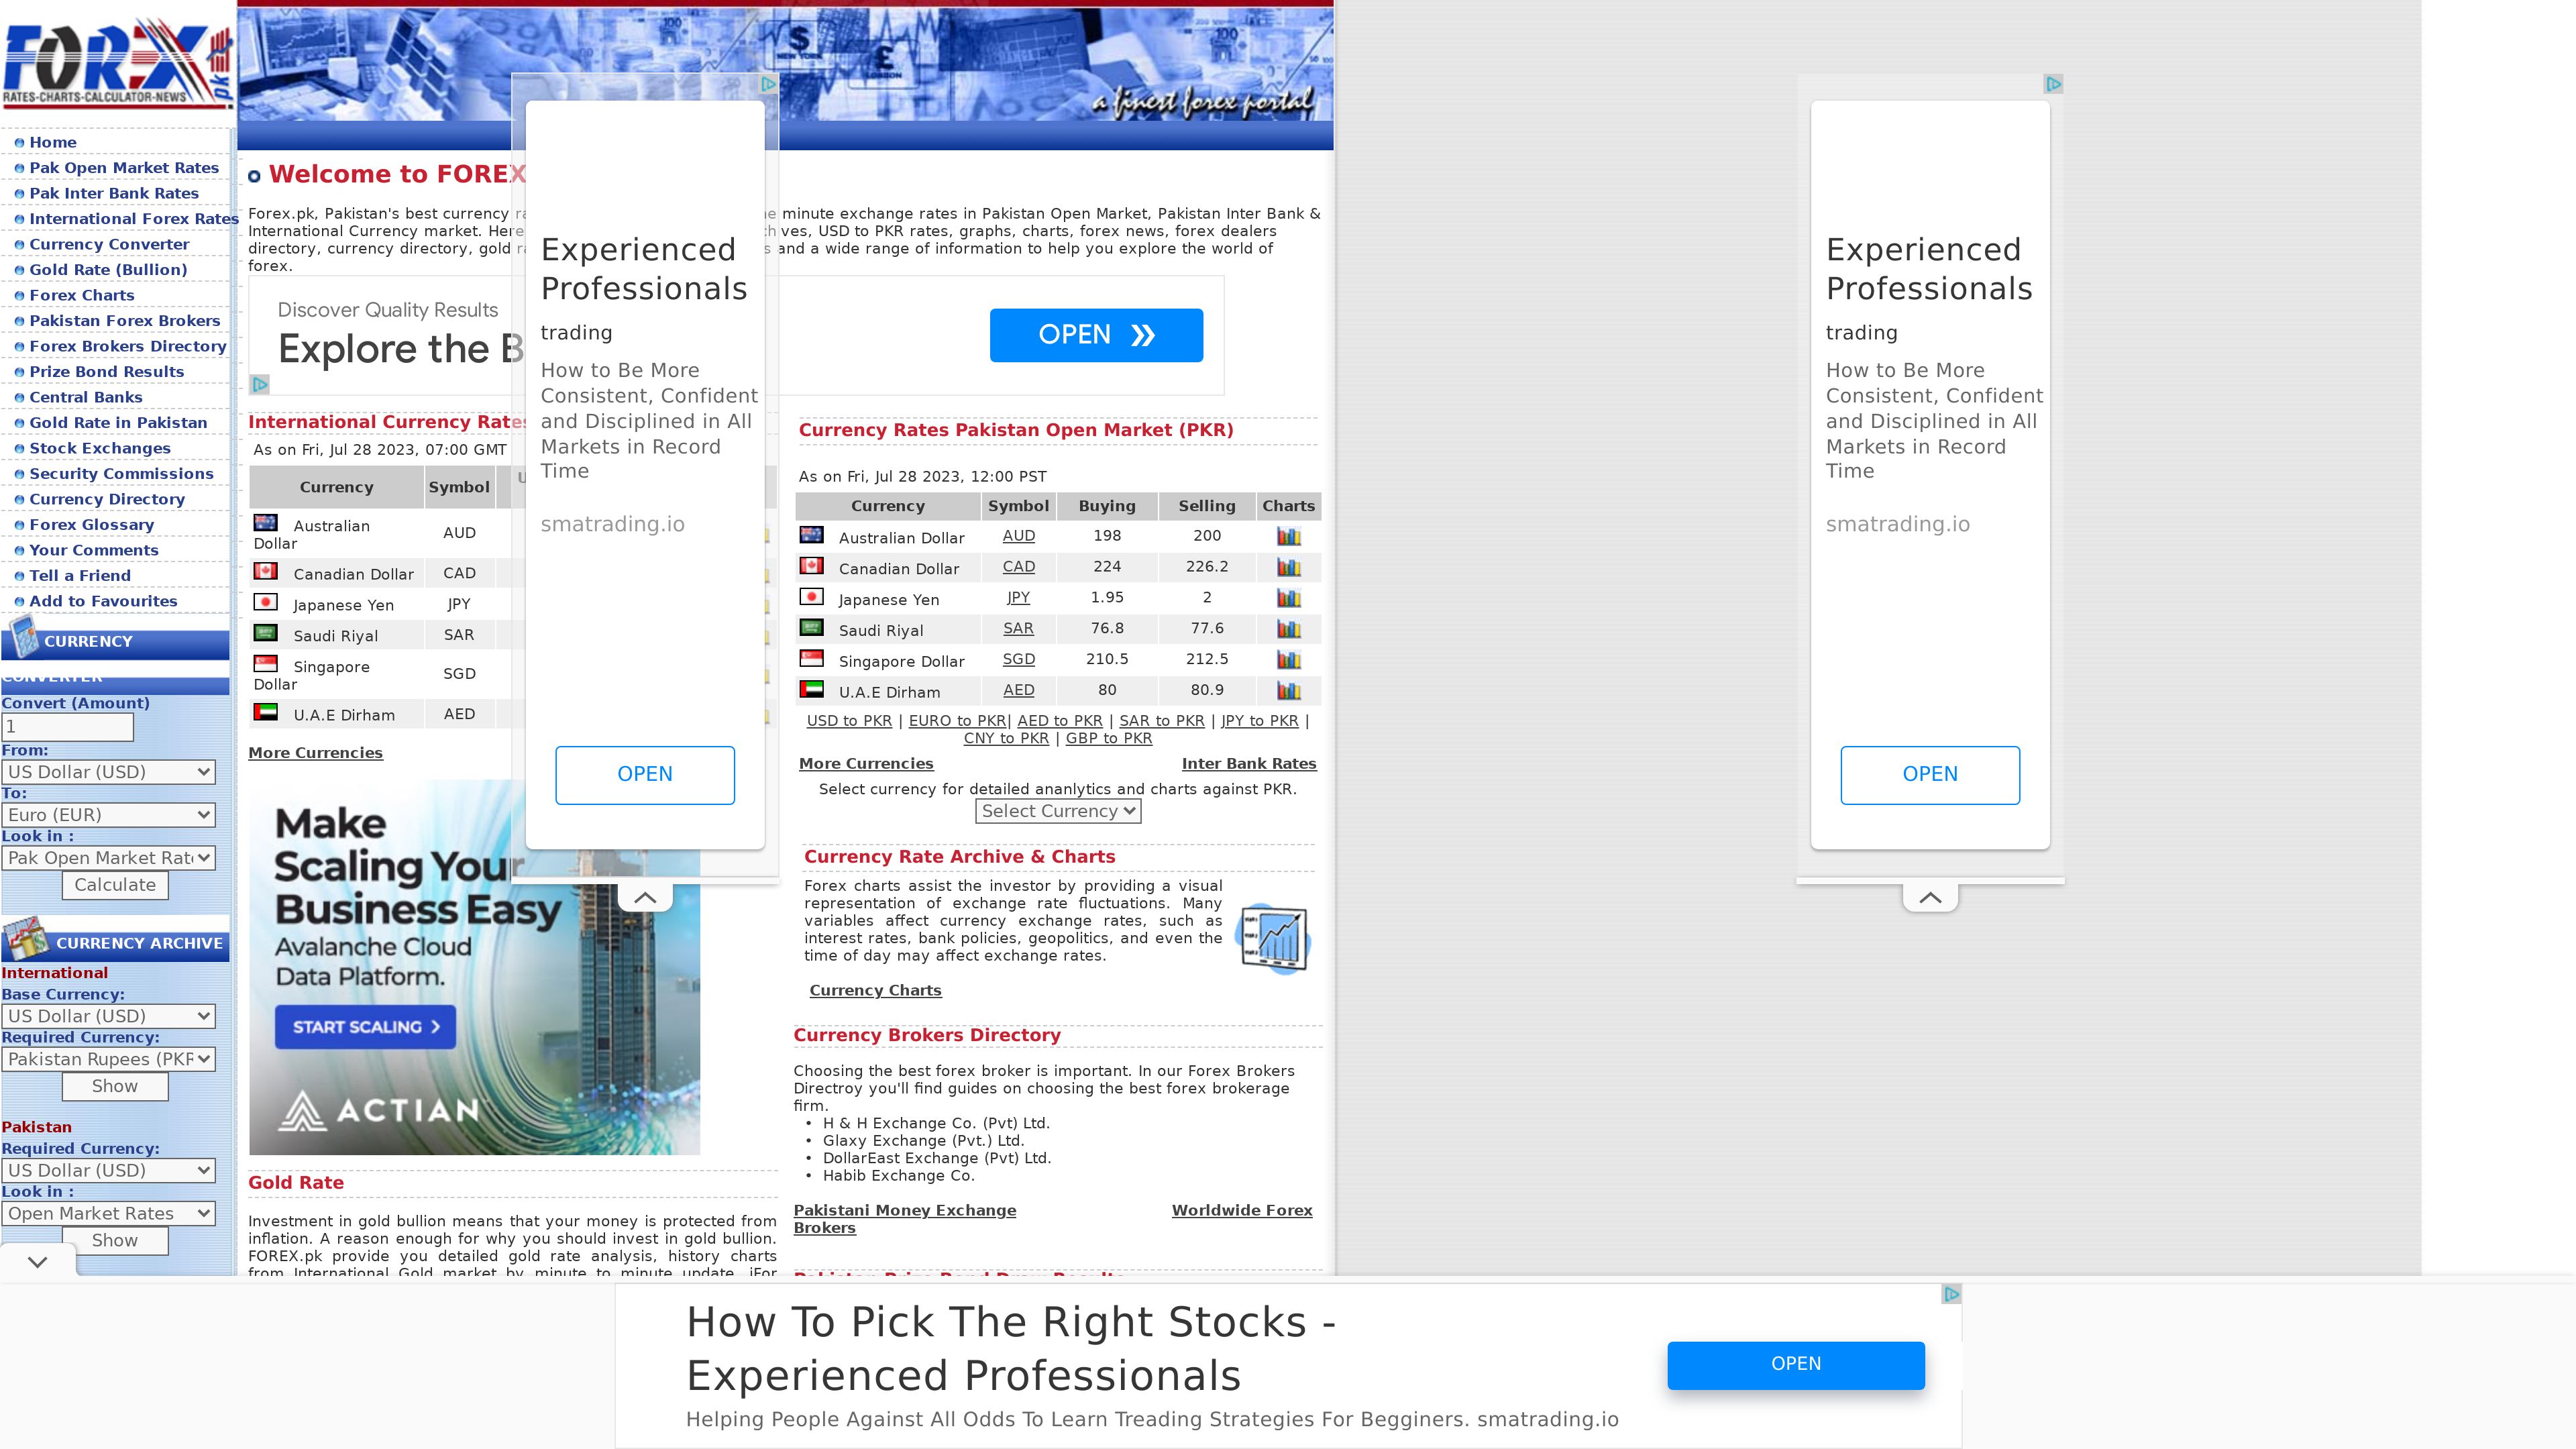 FOREX
.pk
RATES-CHARTS-CALCULATOR-NEWS
$
NEW YORK
£
LONDON
100
100
a finest forex portal
Home
Pak Open Market Rates
Pak Inter Bank Rates
International Forex Rates
Currency Converter
Gold Rate (Bullion)
Forex Charts
Pakistan Forex Brokers
Forex Brokers Directory
Prize Bond Results
Central Banks
Gold Rate in Pakistan
Stock Exchanges
Security Commissions
Currency Directory
Forex Glossary
Your Comments
Tell a Friend
Add to Favourites
CURRENCY
CONVERTER
Convert (Amount)
1
From:
US Dollar (USD)
To:
Euro (EUR)
Look in :
Pak Open Market Rat
Calculate
CURRENCY ARCHIVE
International
Base Currency:
US Dollar (USD)
Required Currency:
Pakistan Rupees (PKR
Show
Pakistan
Required Currency:
US Dollar (USD)
Look in :
Open Market Rates
Show
Welcome to FOREX
Forex.pk, Pakistan's best currency minute exchange rates in Pakistan Open Market, Pakistan Inter Bank &
International Currency market. Here USD to PKR rates, graphs, charts, forex news, forex dealers
directory, currency directory, gold and a wide range of information to help you explore the world of
forex.
Discover Quality Results
Explore the B
OPEN
International Currency Rates
As on Fri, Jul 28 2023, 07:00 GMT
Currency Symbol
Australian
Dollar AUD
Canadian Dollar CAD
Japanese Yen JPY
Saudi Riyal SAR
Singapore
Dollar SGD
U.A.E Dirham AED
More Currencies
Make
Scaling Your
Business Easy
Avalanche Cloud
Data Platform.
START SCALING
ACTIAN
Gold Rate
Investment in gold bullion means that your money is protected from
inflation. A reason enough for why you should invest in gold bullion.
FOREX.pk provide you detailed gold rate analysis, history charts
from International Gold market by minute to minute update. iFor
Experienced
Professionals
trading
How to Be More
Consistent, Confident
and Disciplined in All
Markets in Record
Time
smatrading.io
OPEN
Currency Rates Pakistan Open Market (PKR)
As on Fri, Jul 28 2023, 12:00 PST
Currency Symbol Buying Selling Charts
Australian Dollar AUD 198 200
Canadian Dollar CAD 224 226.2
Japanese Yen JPY 1.95 2
Saudi Riyal SAR 76.8 77.6
Singapore Dollar SGD 210.5 212.5
U.A.E Dirham AED 80 80.9
USD to PKR | EURO to PKR| AED to PKR | SAR to PKR | JPY to PKR |
CNY to PKR | GBP to PKR
More Currencies Inter Bank Rates
Select currency for detailed ananlytics and charts against PKR.
Select Currency
Currency Rate Archive & Charts
Forex charts assist the investor by providing a visual
representation of exchange rate fluctuations. Many
variables affect currency exchange rates, such as
interest rates, bank policies, geopolitics, and even the
time of day may affect exchange rates.
Currency Charts
Currency Brokers Directory
Choosing the best forex broker is important. In our Forex Brokers
Directroy you'll find guides on choosing the best forex brokerage
firm.
• H & H Exchange Co. (Pvt) Ltd.
• Glaxy Exchange (Pvt.) Ltd.
• DollarEast Exchange (Pvt) Ltd.
• Habib Exchange Co.
Pakistani Money Exchange Worldwide Forex
Brokers
Pakistan Prize Bond Draw Results
Experienced
Professionals
trading
How to Be More
Consistent, Confident
and Disciplined in All
Markets in Record
Time
smatrading.io
OPEN
How To Pick The Right Stocks -
Experienced Professionals
Helping People Against All Odds To Learn Treading Strategies For Begginers. smatrading.io
OPEN